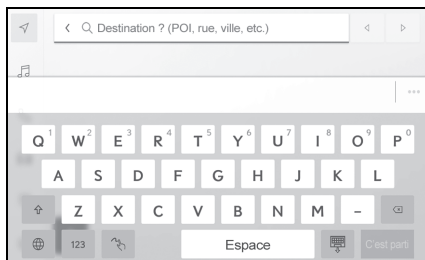 Destination ? (POI, rue, ville, etc.)
Q 1 W 2 E 3 R 4 T 5 Y 6 U 7 I 8 O 9 P 0
A S D F G H J K L
Z X C V B N M –
123 Espace C'est parti